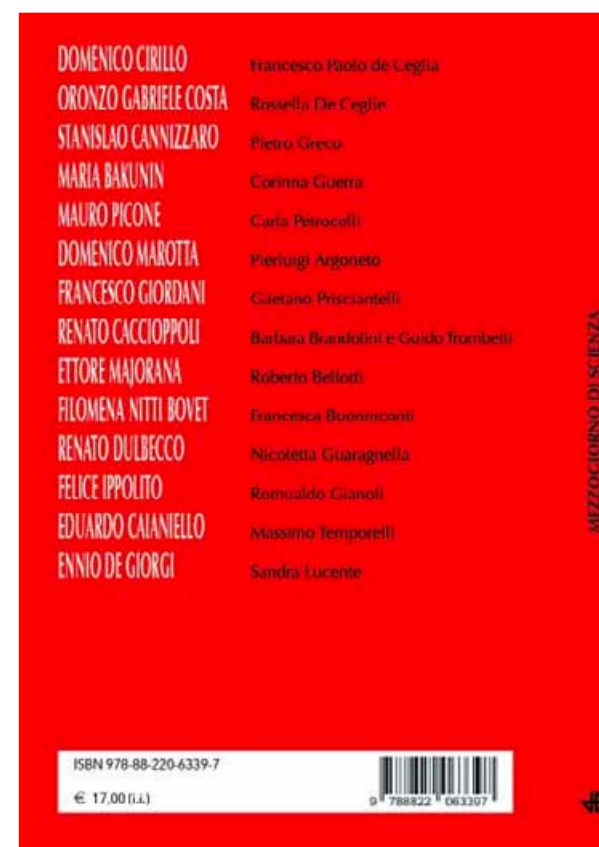 DOMENICO CIRILLO Francesco Paolo de Ceglia
ORONZO GABRIELE COSTA Rossella De Ceglie
STANISLAO CANNIZZARO Pietro Greco
MARIA BAKUNIN Corinna Guerra
MAURO PICONE Carla Petrocelli
DOMENICO MAROTTA Pierluigi Argoneto
FRANCESCO GIORDANI Gaetano Prisciantelli
RENATO CACCIOPPOLI Barbara Brandolini e Guido Trombetti
ETTORE MAJORANA Roberto Bellotti
FILOMENA NITTI BOVET Francesca Buoninconti
RENATO DULBECCO Nicoletta Guaragnella
FELICE IPPOLITO Romualdo Gianoli
EDUARDO CAIANIELLO Massimo Temporelli
ENNIO DE GIORGI Sandra Lucente
MEZZOGIORNO DI SCIENZA
ISBN 978-88-220-6339-7
€ 17,00 (i.i.)
9 788822 063397